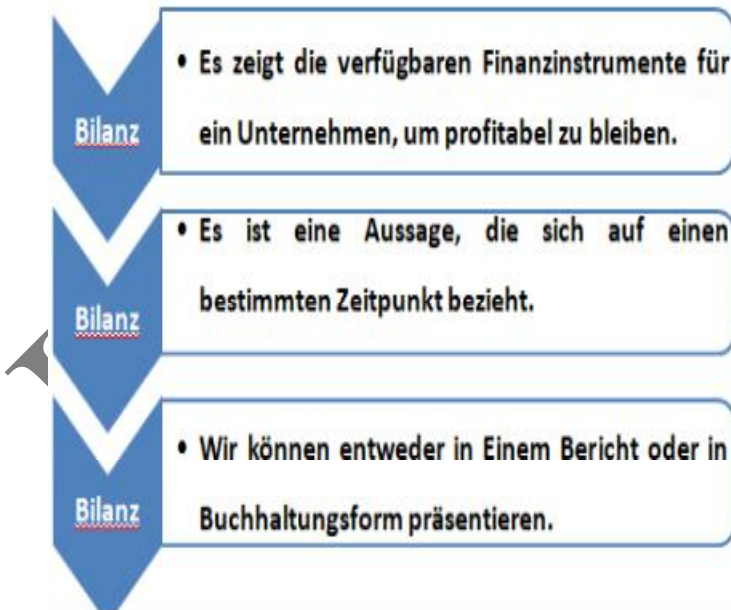 Bilanz
• Es zeigt die verfügbaren Finanzinstrumente für
ein Unternehmen, um profitabel zu bleiben.
Bilanz
• Es ist eine Aussage, die sich auf einen
bestimmten Zeitpunkt bezieht.
Bilanz
• Wir können entweder in Einem Bericht oder in
Buchhaltungsform präsentieren.